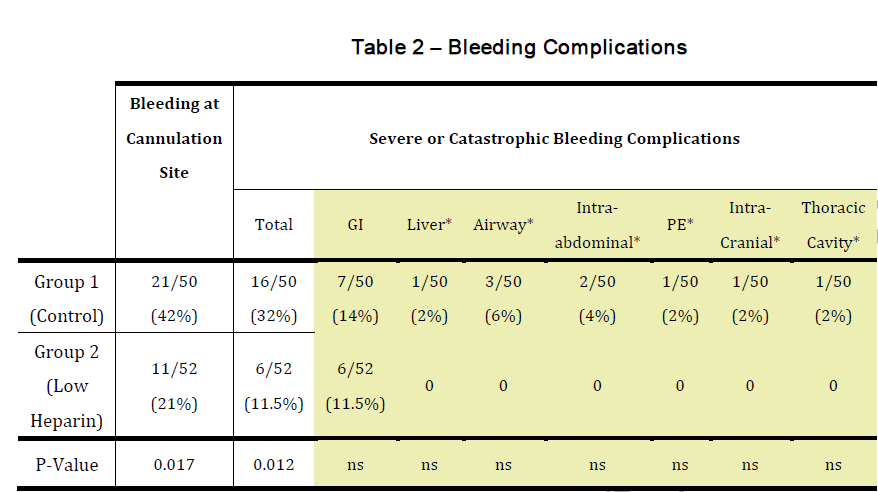 Table 2 – Bleeding Complications
Bleeding at
Cannulation
Site
Severe or Catastrophic Bleeding Complications
Total GI Liver* Airway* Intra-
abdominal* PE* Intra-
Cranial* Thoracic
Cavity*
Group 1
(Control) 21/50
(42%) 16/50
(32%) 7/50
(14%) 1/50
(2%) 3/50
(6%) 2/50
(4%) 1/50
(2%) 1/50
(2%) 1/50
(2%)
Group 2
(Low
Heparin) 11/52
(21%) 6/52
(11.5%) 6/52
(11.5%) 0 0 0 0 0 0
P-Value 0.017 0.012 ns ns ns ns ns ns ns